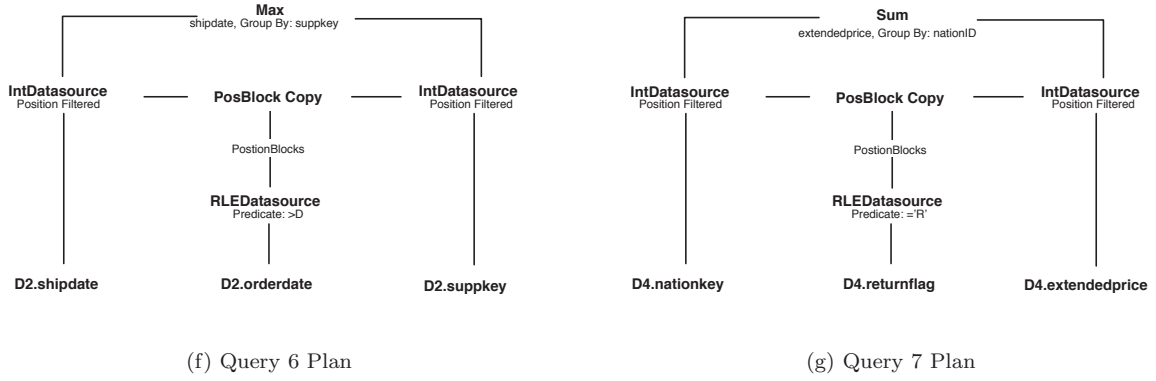 Max
shipdate, Group By: suppkey
IntDatasource
Position Filtered
PosBlock Copy
IntDatasource
Position Filtered
PostionBlocks
RLEDatasource
Predicate: >D
D2.shipdate
D2.orderdate
D2.suppkey
(f) Query 6 Plan
Sum
extendedprice, Group By: nationID
IntDatasource
Position Filtered
PosBlock Copy
IntDatasource
Position Filtered
PostionBlocks
RLEDatasource
Predicate: ='R'
D4.nationkey
D4.returnflag
D4.extendedprice
(g) Query 7 Plan